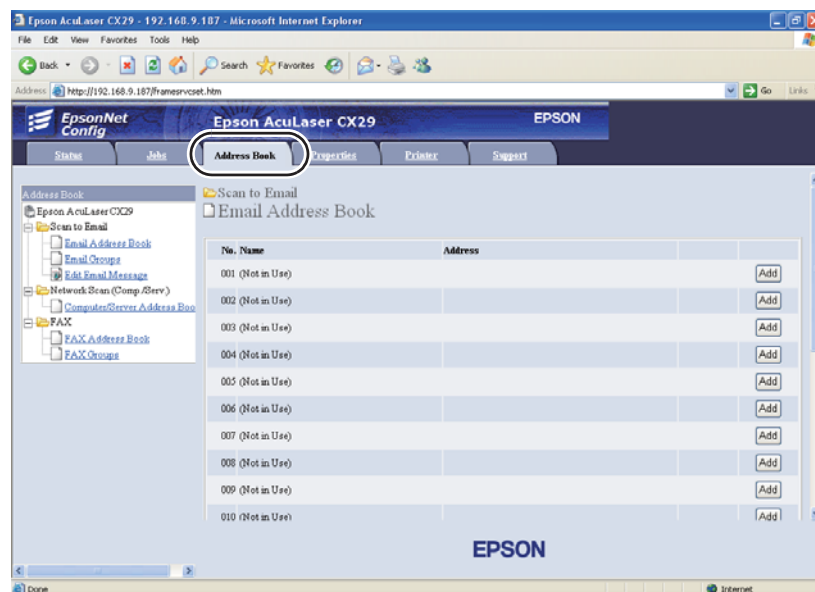 Epson AcuLaser CX29 - 192.168.9.187 - Microsoft Internet Explorer
File Edit View Favorites Tools Help
Back Search Favorites
Address http://192.168.9.187/framesrvcset.htm Go Links
EpsonNet Config Epson AcuLaser CX29 EPSON
Status Jobs Address Book Properties Printer Support
Address Book
Epson AcuLaser CX29
Scan to Email
Email Address Book
Email Groups
Edit Email Message
Network Scan (Comp./Serv.)
Computer/Server Address Boo
FAX
FAX Address Book
FAX Groups
Scan to Email
Email Address Book
No. Name Address
001 (Not in Use) Add
002 (Not in Use) Add
003 (Not in Use) Add
004 (Not in Use) Add
005 (Not in Use) Add
006 (Not in Use) Add
007 (Not in Use) Add
008 (Not in Use) Add
009 (Not in Use) Add
010 (Not in Use) Add
EPSON
Done Internet